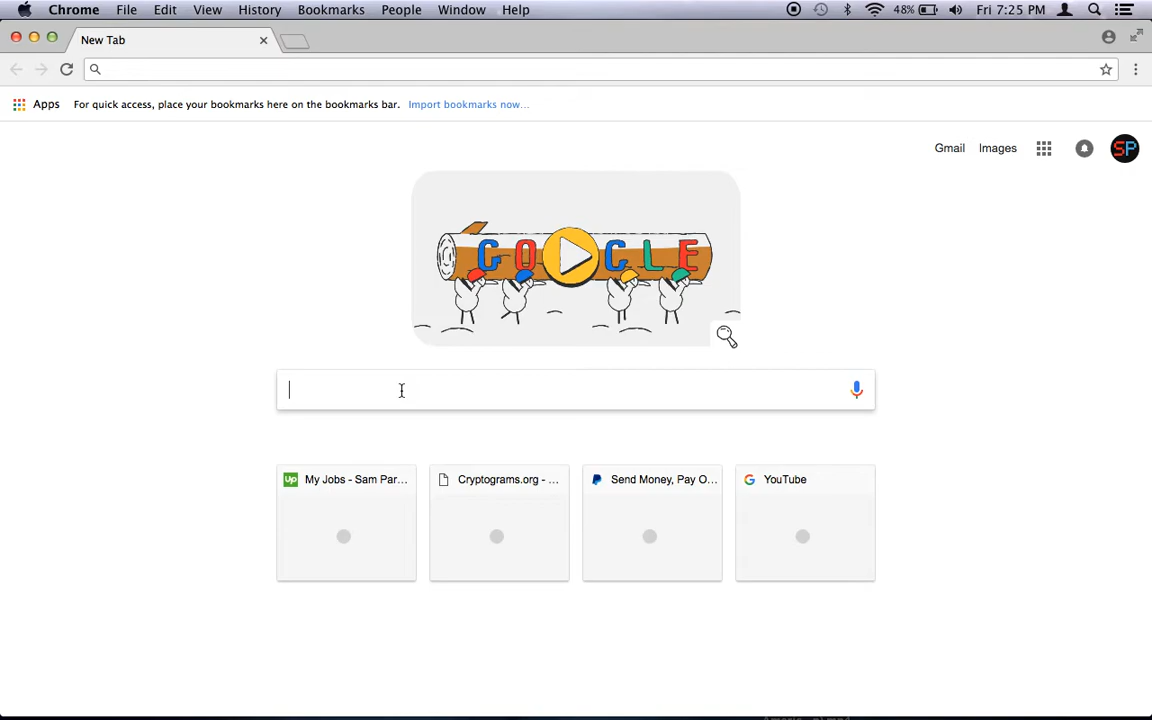 Chrome File Edit View History Bookmarks People Window Help 48% Fri 7:25 PM
New Tab
Apps For quick access, place your bookmarks here on the bookmarks bar. Import bookmarks now...
Gmail Images SP
G O G L E
Up My Jobs - Sam Par... Cryptograms.org - ... Send Money, Pay O... YouTube